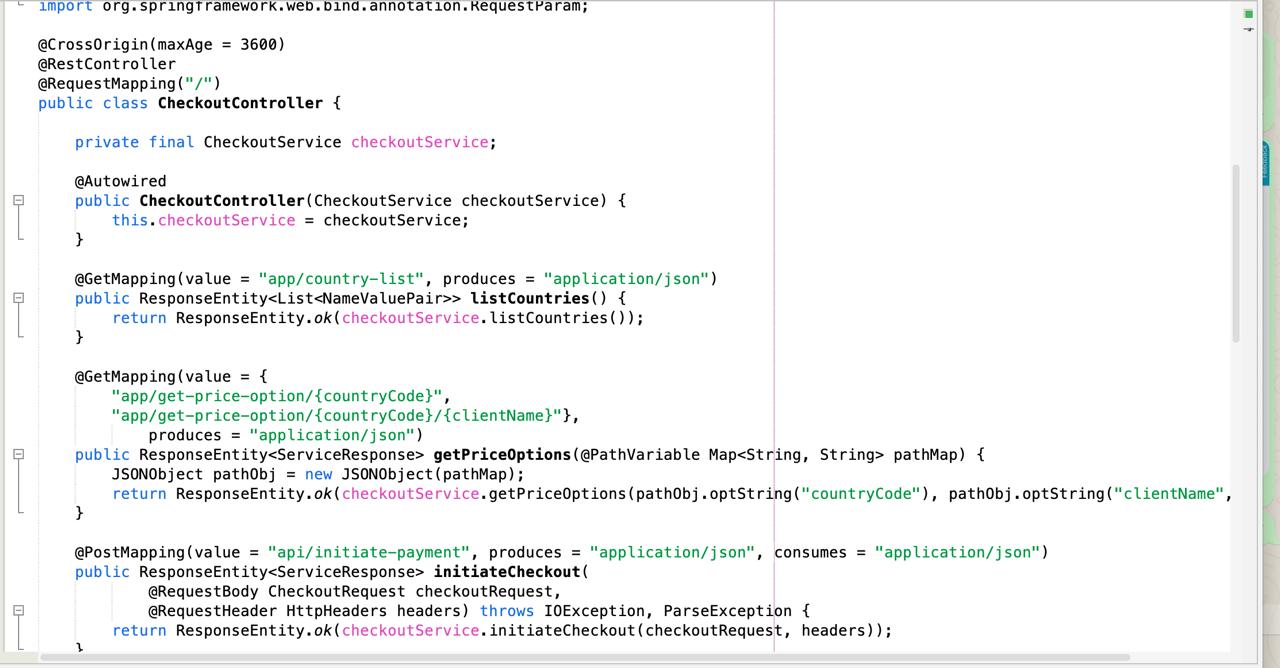 import org.springframework.web.bind.annotation.RequestParam;
@CrossOrigin(maxAge = 3600)
@RestController
@RequestMapping("/")
public class CheckoutController {
private final CheckoutService checkoutService;
@Autowired
public CheckoutController(CheckoutService checkoutService) {
this.checkoutService = checkoutService;
}
@GetMapping(value = "app/country-list", produces = "application/json")
public ResponseEntity<List<NameValuePair>> listCountries() {
return ResponseEntity.ok(checkoutService.listCountries());
}
@GetMapping(value = {
"app/get-price-option/{countryCode}",
"app/get-price-option/{countryCode}/{clientName}"},
produces = "application/json")
public ResponseEntity<ServiceResponse> getPriceOptions(@PathVariable Map<String, String> pathMap) {
JSONObject pathObj = new JSONObject(pathMap);
return ResponseEntity.ok(checkoutService.getPriceOptions(pathObj.optString("countryCode"), pathObj.optString("clientName",
}
@PostMapping(value = "api/initiate-payment", produces = "application/json", consumes = "application/json")
public ResponseEntity<ServiceResponse> initiateCheckout(
@RequestBody CheckoutRequest checkoutRequest,
@RequestHeader HttpHeaders headers) throws IOException, ParseException {
return ResponseEntity.ok(checkoutService.initiateCheckout(checkoutRequest, headers));
}